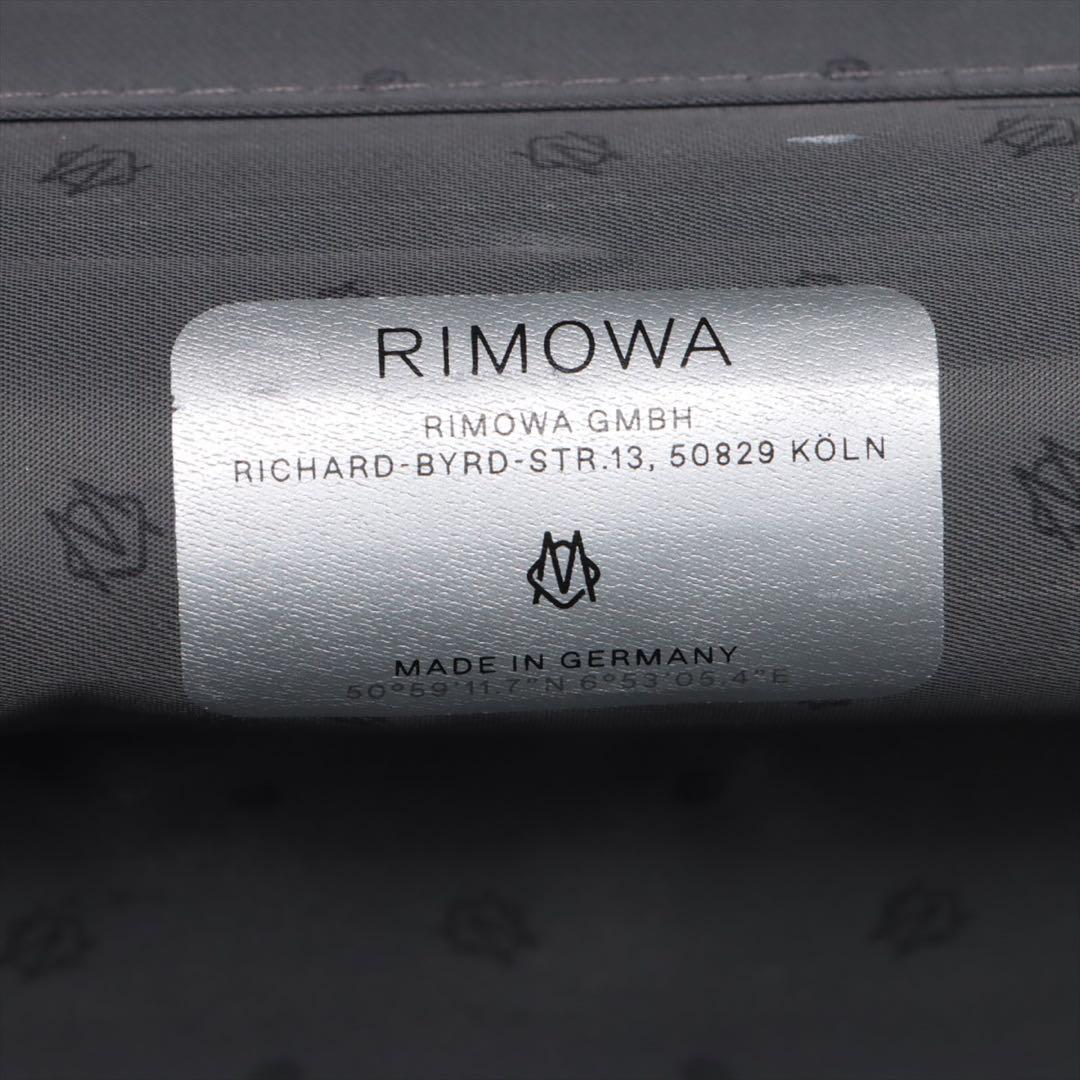 RIMOWA
RIMOWA GMBH
RICHARD-BYRD-STR.13, 50829 KÖLN
MADE IN GERMANY
50°59'11.7"N 6°53'05.4"E